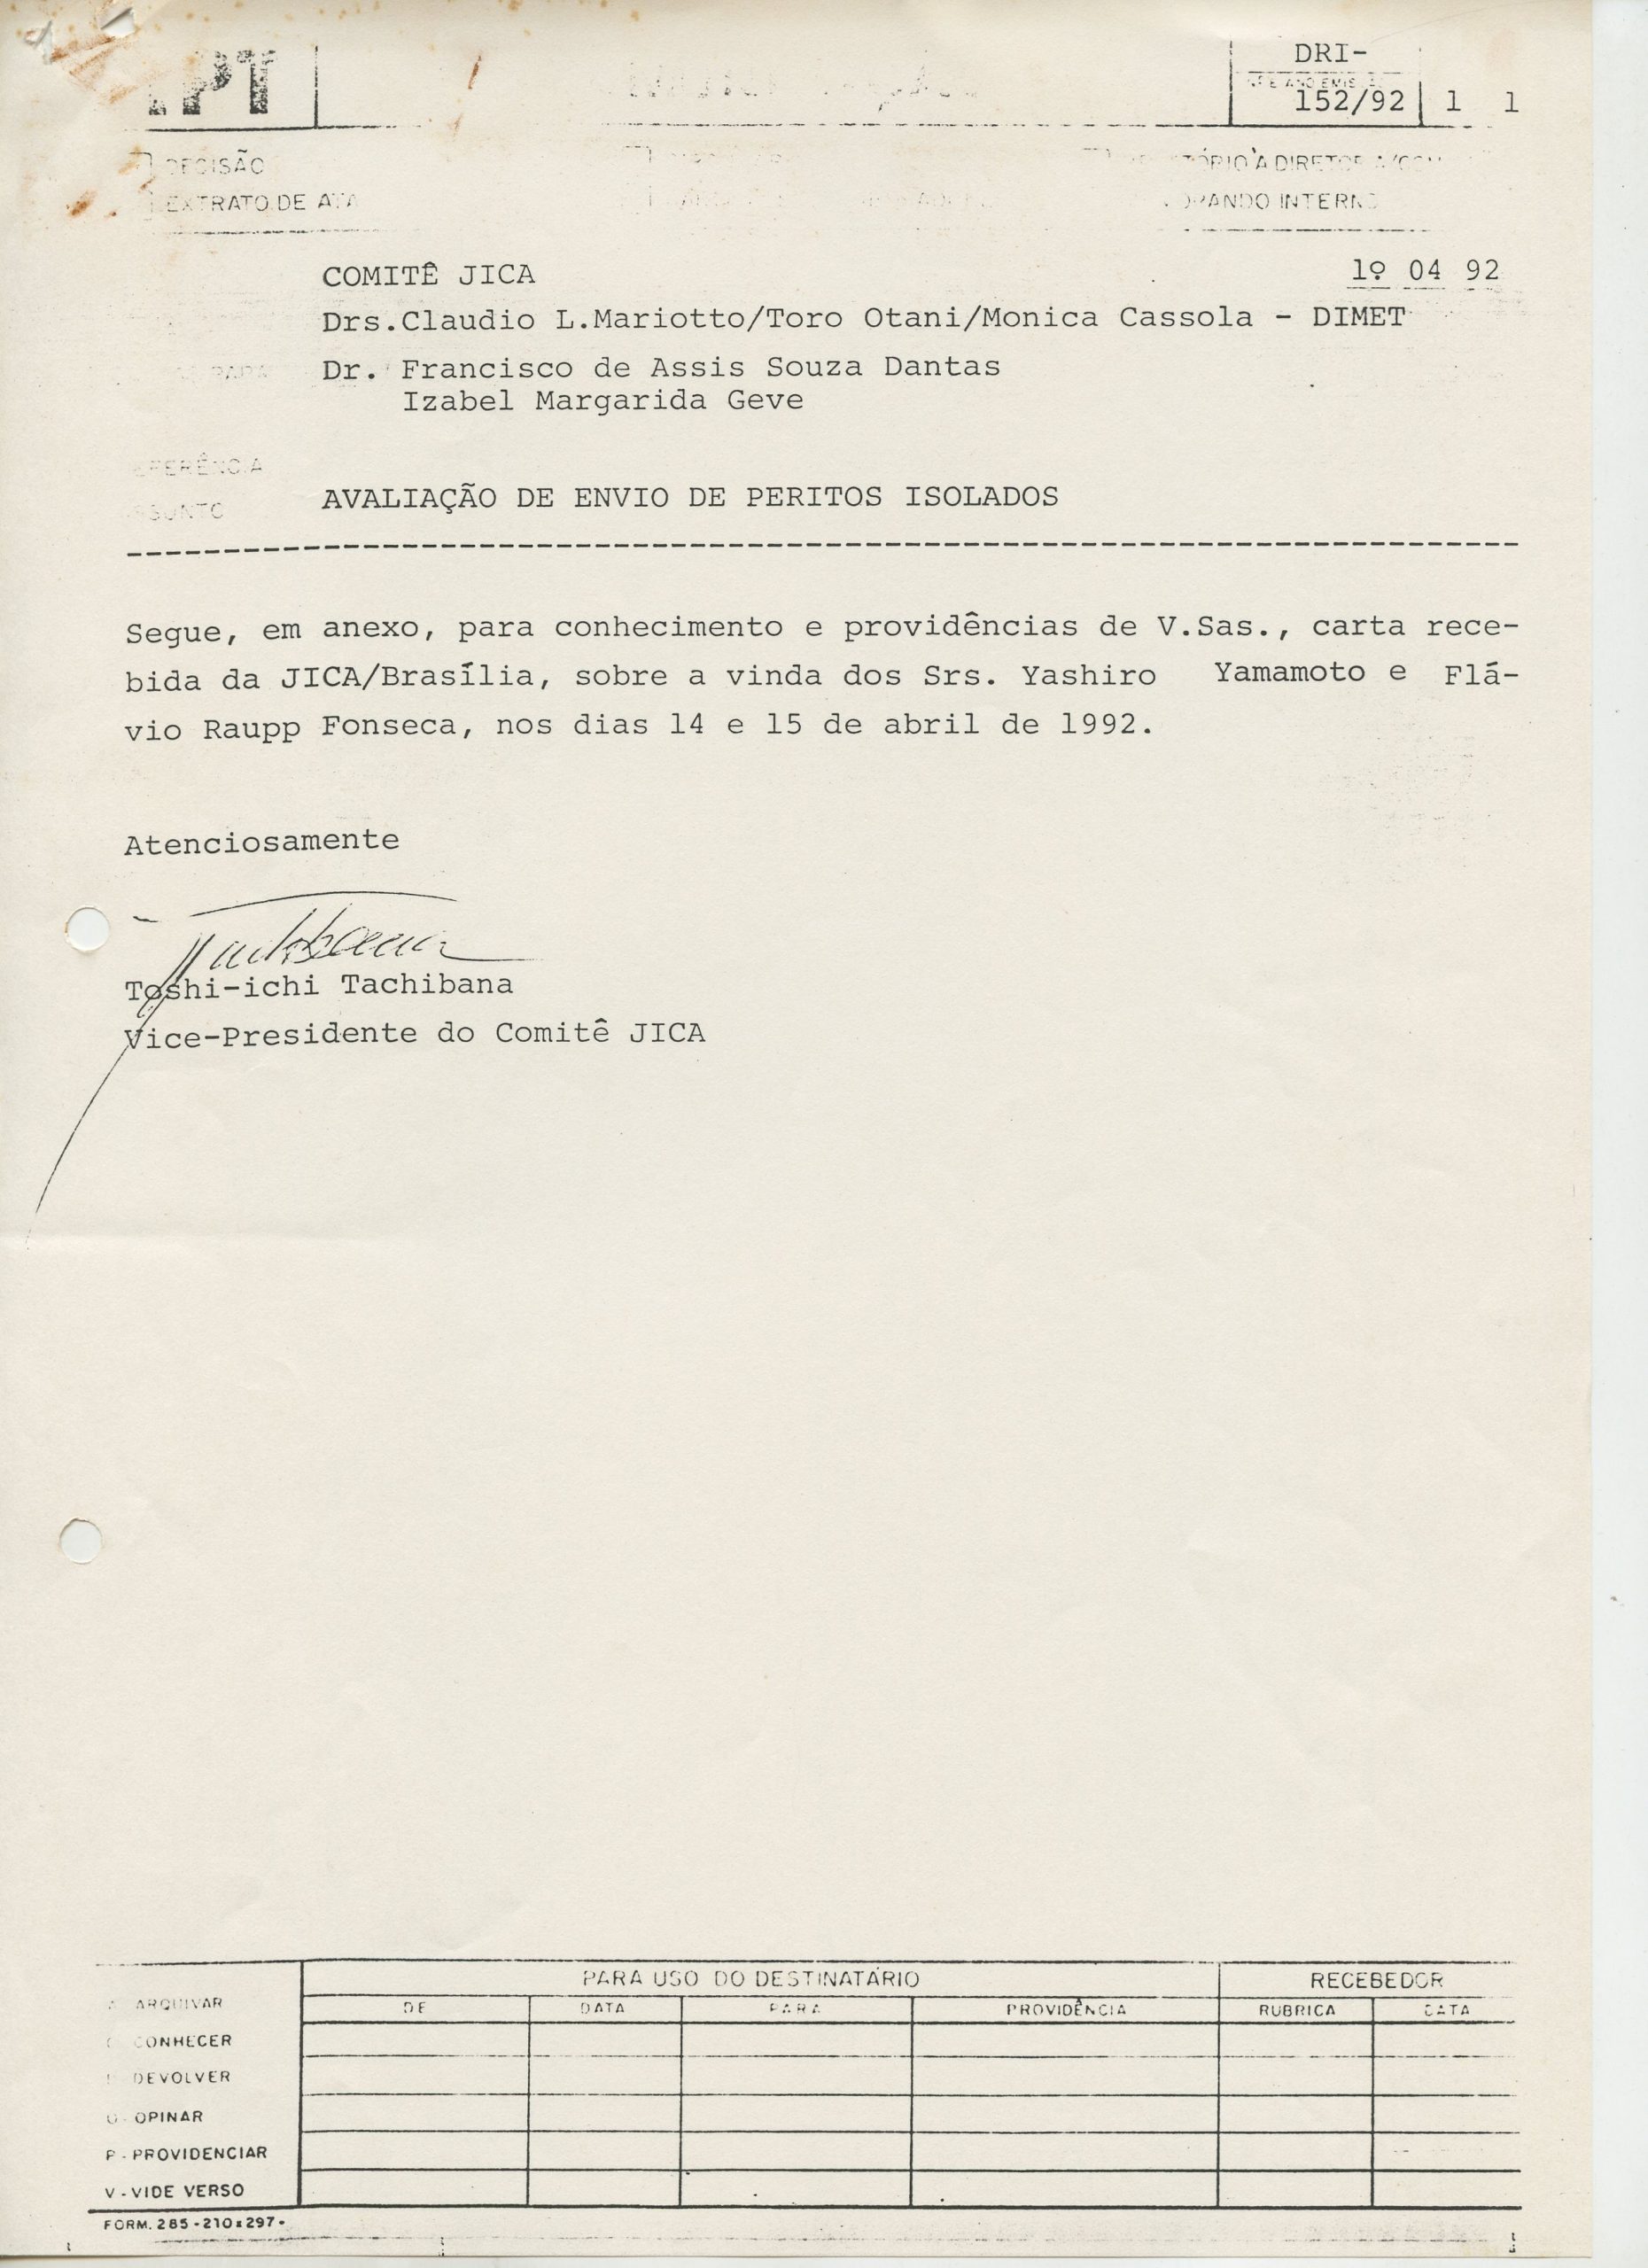 IPT
DRI-
152/92 1 1
DECISÃO
EXTRATO DE ATA
INTERNO
COMITÊ JICA 1º 04 92
Drs.Claudio L.Mariotto/Toro Otani/Monica Cassola - DIMET
PARA Dr. Francisco de Assis Souza Dantas
Izabel Margarida Geve
REFERÊNCIA
ASSUNTO AVALIAÇÃO DE ENVIO DE PERITOS ISOLADOS
Segue, em anexo, para conhecimento e providências de V.Sas., carta rece-
bida da JICA/Brasília, sobre a vinda dos Srs. Yashiro Yamamoto e Flá-
vio Raupp Fonseca, nos dias 14 e 15 de abril de 1992.
Atenciosamente
Toshi-ichi Tachibana
Vice-Presidente do Comitê JICA
PARA USO DO DESTINATÁRIO RECEBEDOR
ARQUIVAR DE DATA PARA PROVIDÊNCIA RUBRICA DATA
CONHECER
DEVOLVER
O - OPINAR
P - PROVIDENCIAR
V - VIDE VERSO
FORM. 285 - 210x297 -